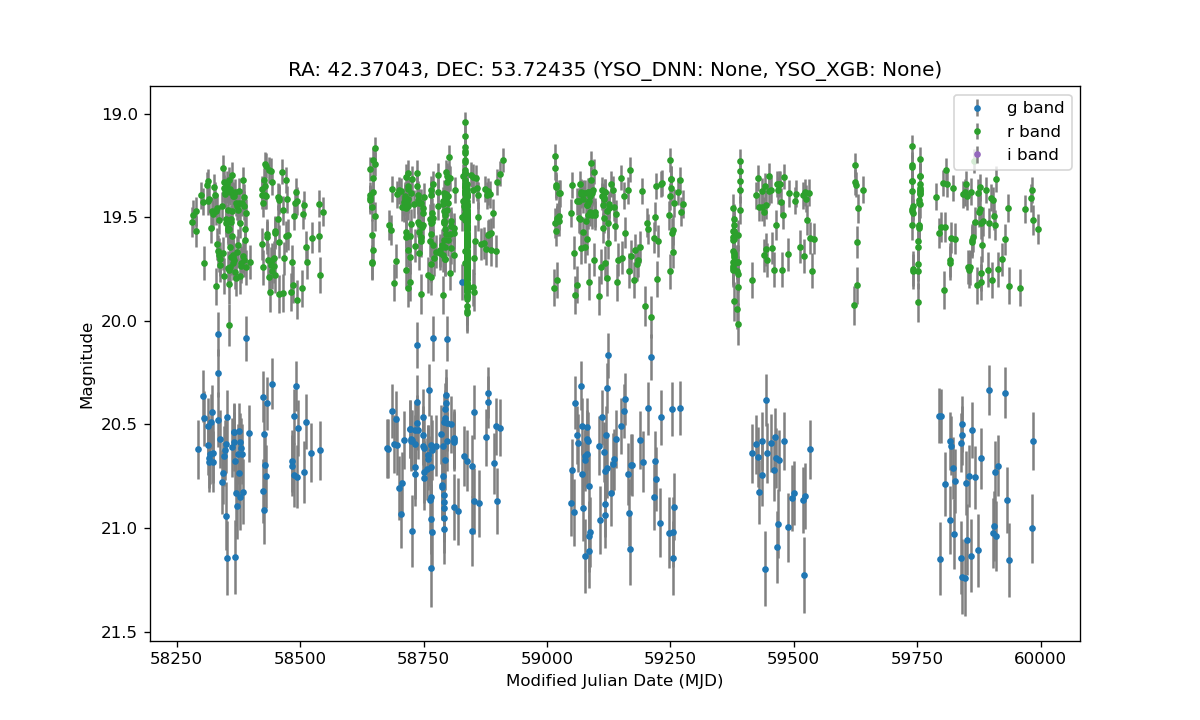 RA: 42.37043, DEC: 53.72435 (YSO_DNN: None, YSO_XGB: None)
g band
r band
i band
19.0
19.5
20.0
20.5
21.0
21.5
Magnitude
58250 58500 58750 59000 59250 59500 59750 60000
Modified Julian Date (MJD)